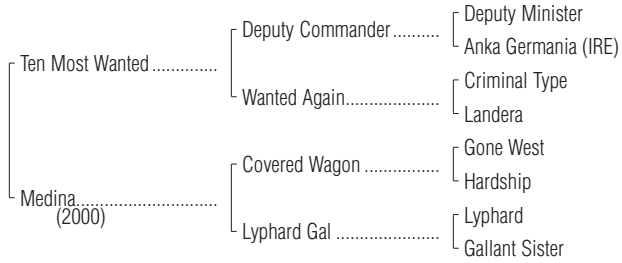 Deputy Minister
Deputy Commander..........
Anka Germania (IRE)
Ten Most Wanted..............
Criminal Type
Wanted Again....................
Landera
Gone West
Covered Wagon ................
Hardship
Medina..............................
(2000)
Lyphard
Lyphard Gal ......................
Gallant Sister